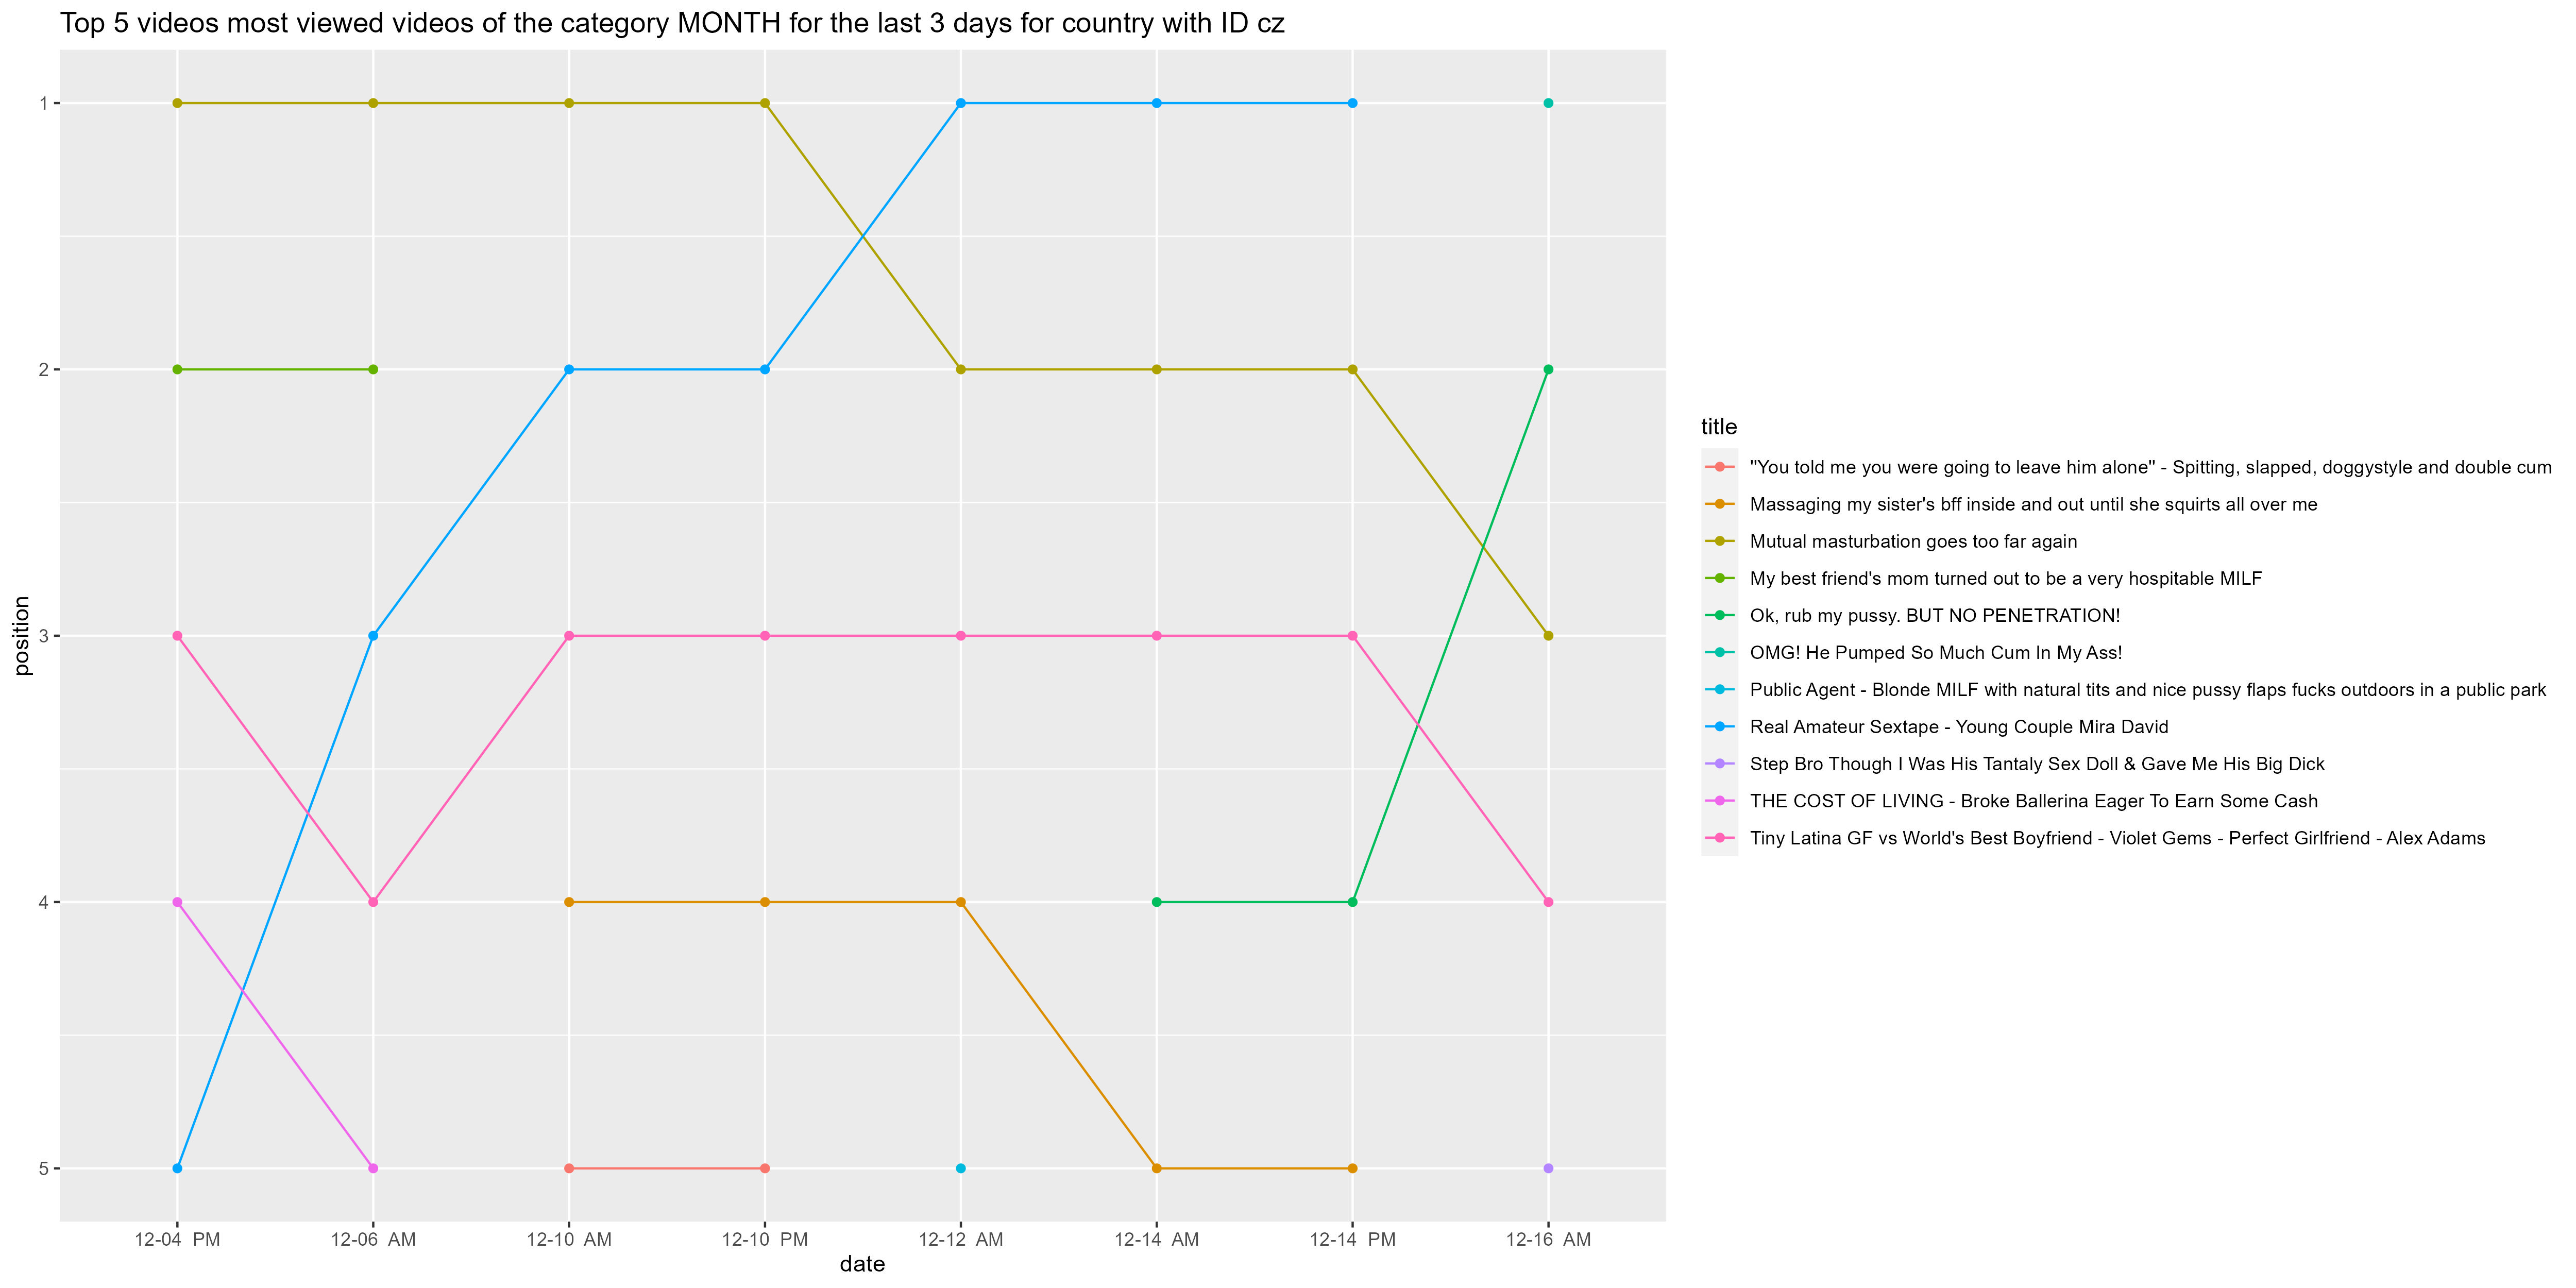 Top 5 videos most viewed videos of the category MONTH for the last 3 days for country with ID cz
position
1
2
3
4
5
12-04 PM
12-06 AM
12-10 AM
12-10 PM
12-12 AM
12-14 AM
12-14 PM
12-16 AM
date
title
"You told me you were going to leave him alone" - Spitting, slapped, doggystyle and double cum
Massaging my sister's bff inside and out until she squirts all over me
Mutual masturbation goes too far again
My best friend's mom turned out to be a very hospitable MILF
Ok, rub my pussy. BUT NO PENETRATION!
OMG! He Pumped So Much Cum In My Ass!
Public Agent - Blonde MILF with natural tits and nice pussy flaps fucks outdoors in a public park
Real Amateur Sextape - Young Couple Mira David
Step Bro Though I Was His Tantaly Sex Doll & Gave Me His Big Dick
THE COST OF LIVING - Broke Ballerina Eager To Earn Some Cash
Tiny Latina GF vs World's Best Boyfriend - Violet Gems - Perfect Girlfriend - Alex Adams